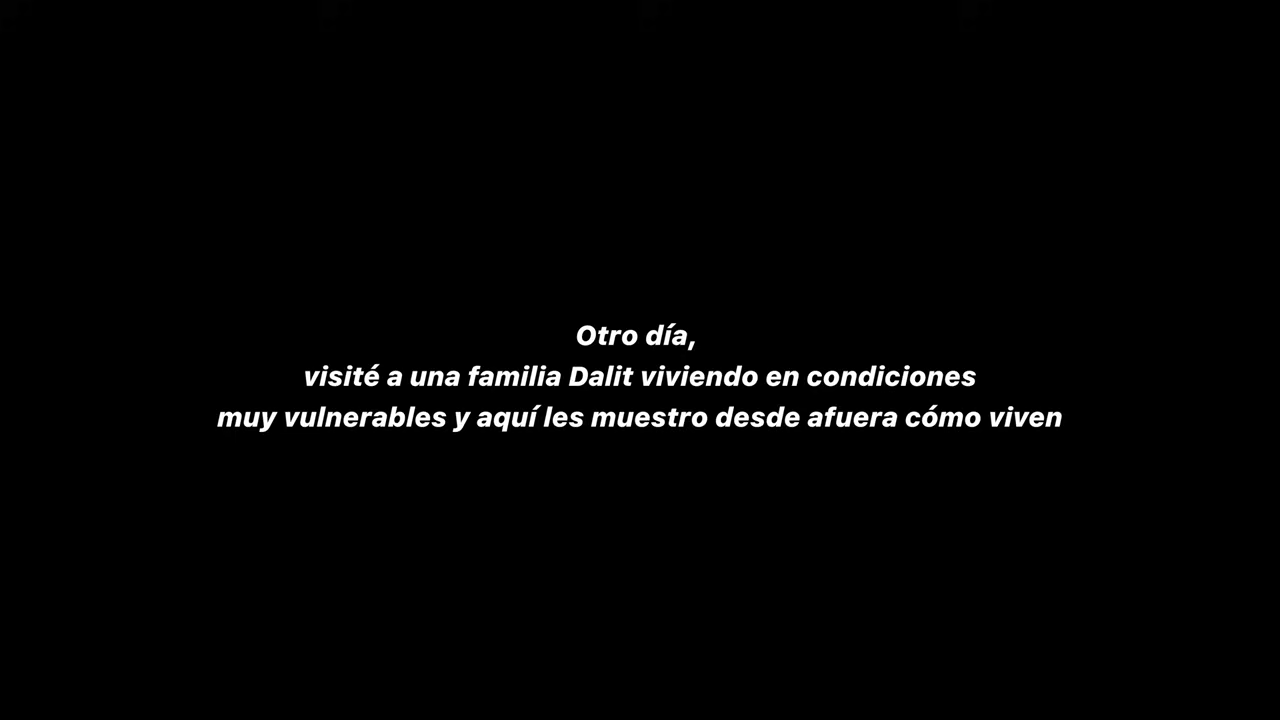 Otro día,
visité a una familia Dalit viviendo en condiciones
muy vulnerables y aquí les muestro desde afuera cómo viven